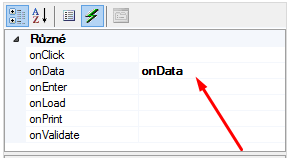 Různé
onClick
onData onData
onEnter
onLoad
onPrint
onValidate